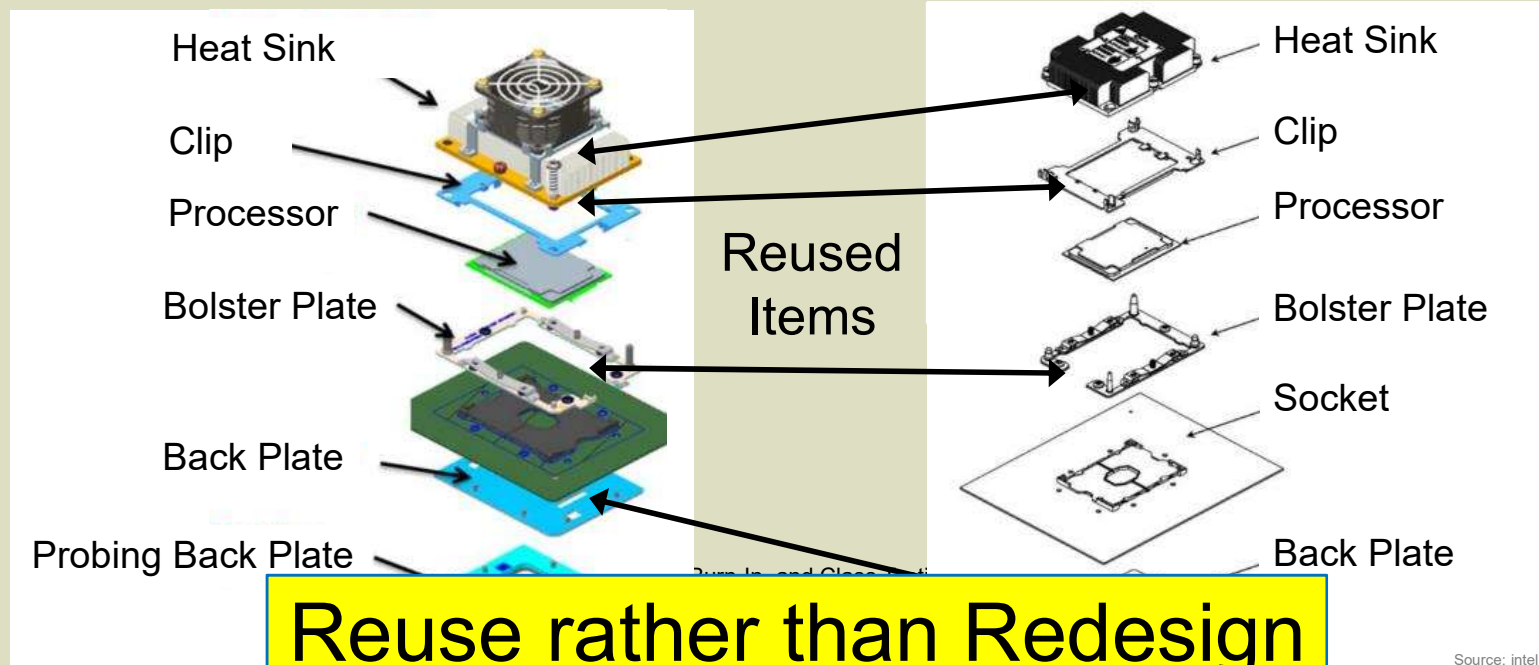 Heat Sink
Clip
Processor
Bolster Plate
Back Plate
Probing Back Plate
Reused
Items
Heat Sink
Clip
Processor
Bolster Plate
Socket
Back Plate
Reuse rather than Redesign
Source: intel